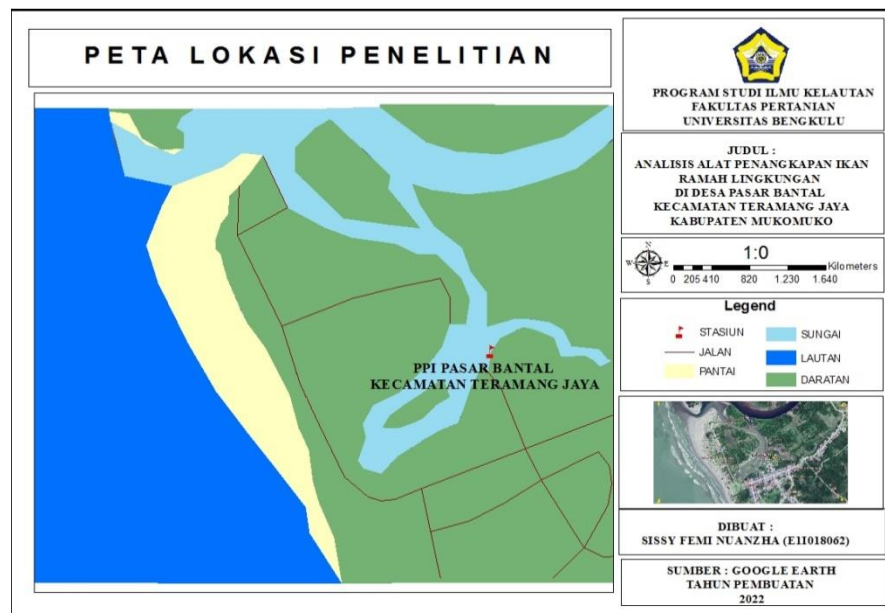 PETA LOKASI PENELITIAN
PPI PASAR BANTAL
KECAMATAN TERAMANG JAYA
PROGRAM STUDI ILMU KELAUTAN
FAKULTAS PERTANIAN
UNIVERSITAS BENGKULU
JUDUL :
ANALISIS ALAT PENANGKAPAN IKAN
RAMAH LINGKUNGAN
DI DESA PASAR BANTAL
KECAMATAN TERAMANG JAYA
KABUPATEN MUKOMUKO
N
W E
S
1:0
Kilometers
0 205 410 820 1.230 1.640
Legend
STASIUN
JALAN
PANTAI
SUNGAI
LAUTAN
DARATAN
DIBUAT :
SISSY FEMI NUANZHA (E1I018062)
SUMBER : GOOGLE EARTH
TAHUN PEMBUATAN
2022